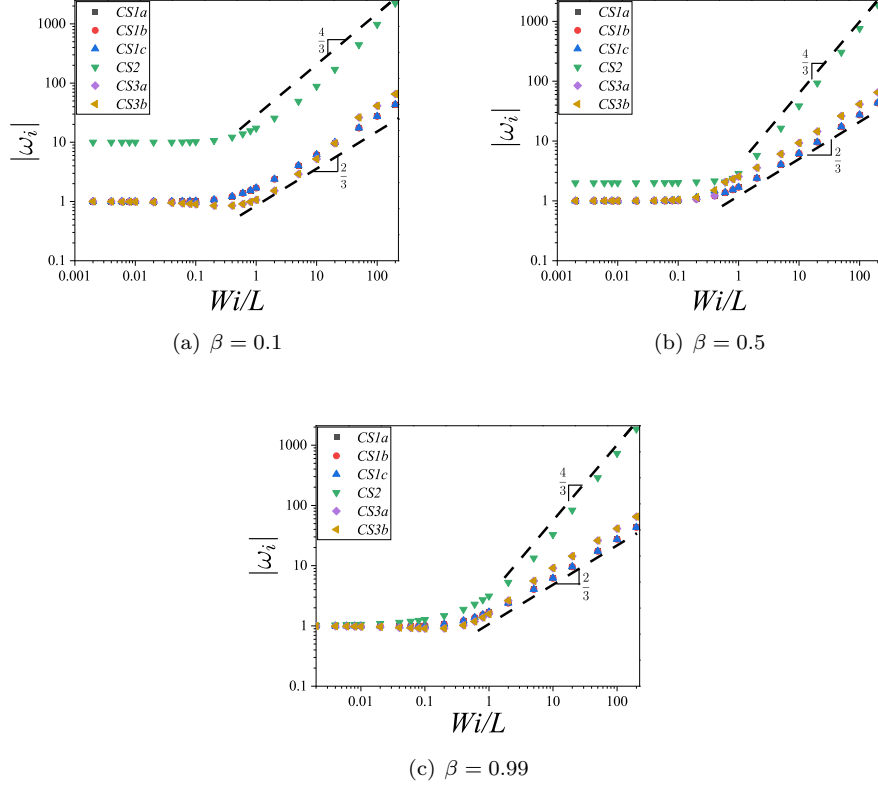 CS1a
CS1b
CS1c
CS2
CS3a
CS3b
1000
100
10
1
0.1
|ω_i|
4/3
2/3
0.001 0.01 0.1 1 10 100
Wi/L
(a) β = 0.1
CS1a
CS1b
CS1c
CS2
CS3a
CS3b
1000
100
10
1
0.1
|ω_i|
4/3
2/3
0.001 0.01 0.1 1 10 100
Wi/L
(b) β = 0.5
CS1a
CS1b
CS1c
CS2
CS3a
CS3b
1000
100
10
1
0.1
|ω_i|
4/3
2/3
0.01 0.1 1 10 100
Wi/L
(c) β = 0.99